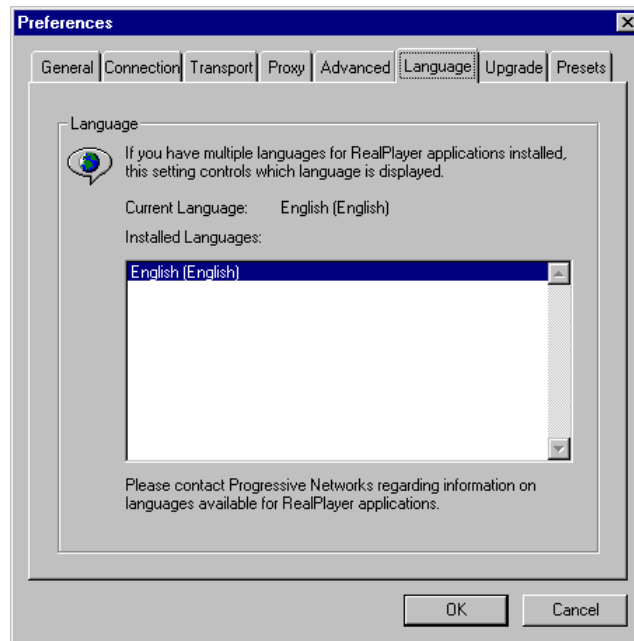 Preferences
General Connection Transport Proxy Advanced Language Upgrade Presets
Language
If you have multiple languages for RealPlayer applications installed,
this setting controls which language is displayed.
Current Language: English (English)
Installed Languages:
English (English)
Please contact Progressive Networks regarding information on
languages available for RealPlayer applications.
OK Cancel